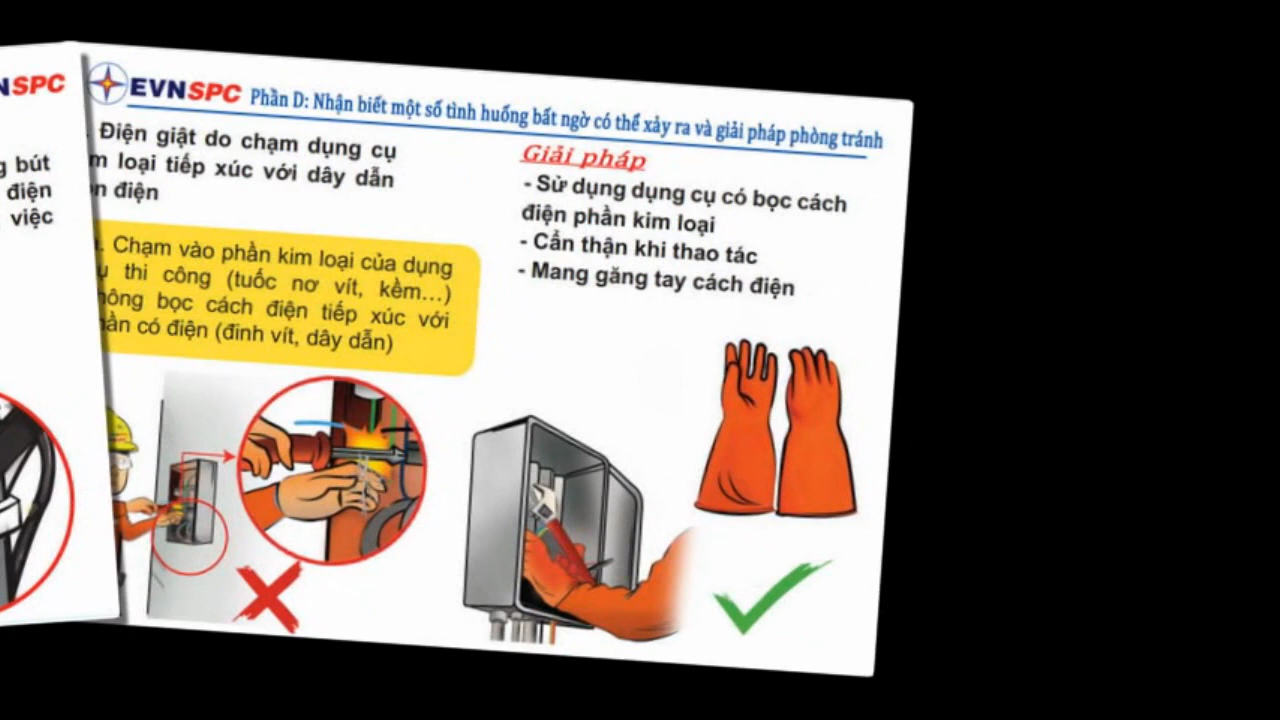 NSPC
g bút
điện
việc
EVNSPC Phần D: Nhận biết một số tình huống bất ngờ có thể xảy ra và giải pháp phòng tránh
Điện giật do chạm dụng cụ
m loại tiếp xúc với dây dẫn
n điện
. Chạm vào phần kim loại của dụng
ụ thi công (tuốc nơ vít, kềm...)
hông bọc cách điện tiếp xúc với
hần có điện (đinh vít, dây dẫn)
Giải pháp
- Sử dụng dụng cụ có bọc cách
điện phần kim loại
- Cẩn thận khi thao tác
- Mang găng tay cách điện